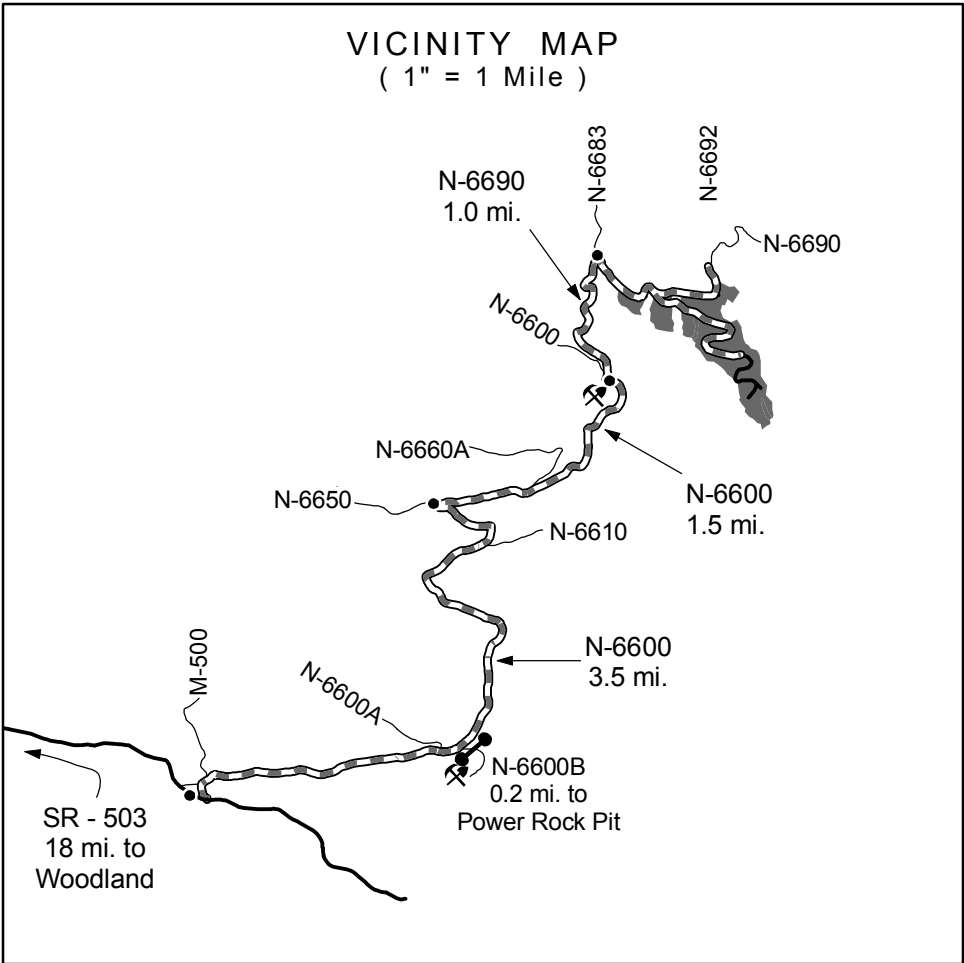 VICINITY MAP
( 1" = 1 Mile )
N-6683
N-6692
N-6690
1.0 mi.
N-6690
N-6600
N-6660A
N-6650
N-6600
1.5 mi.
N-6610
M-500
N-6600A
N-6600
3.5 mi.
N-6600B
0.2 mi. to
Power Rock Pit
SR - 503
18 mi. to
Woodland